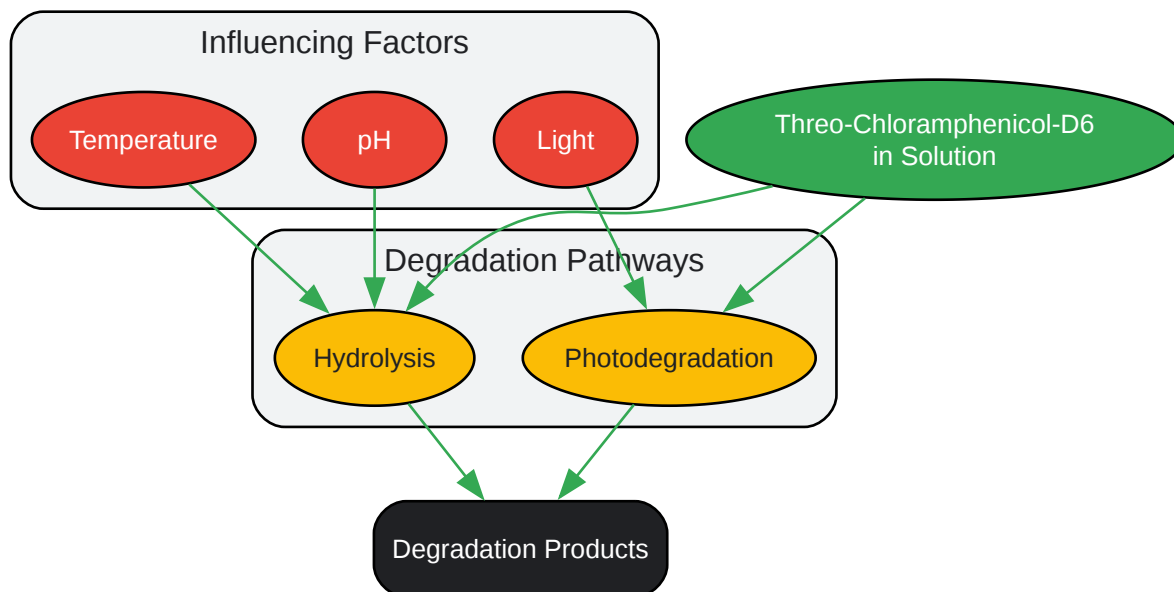 Influencing Factors
Temperature
pH
Light
Threo-Chloramphenicol-D6
in Solution
Degradation Pathways
Hydrolysis
Photodegradation
Degradation Products